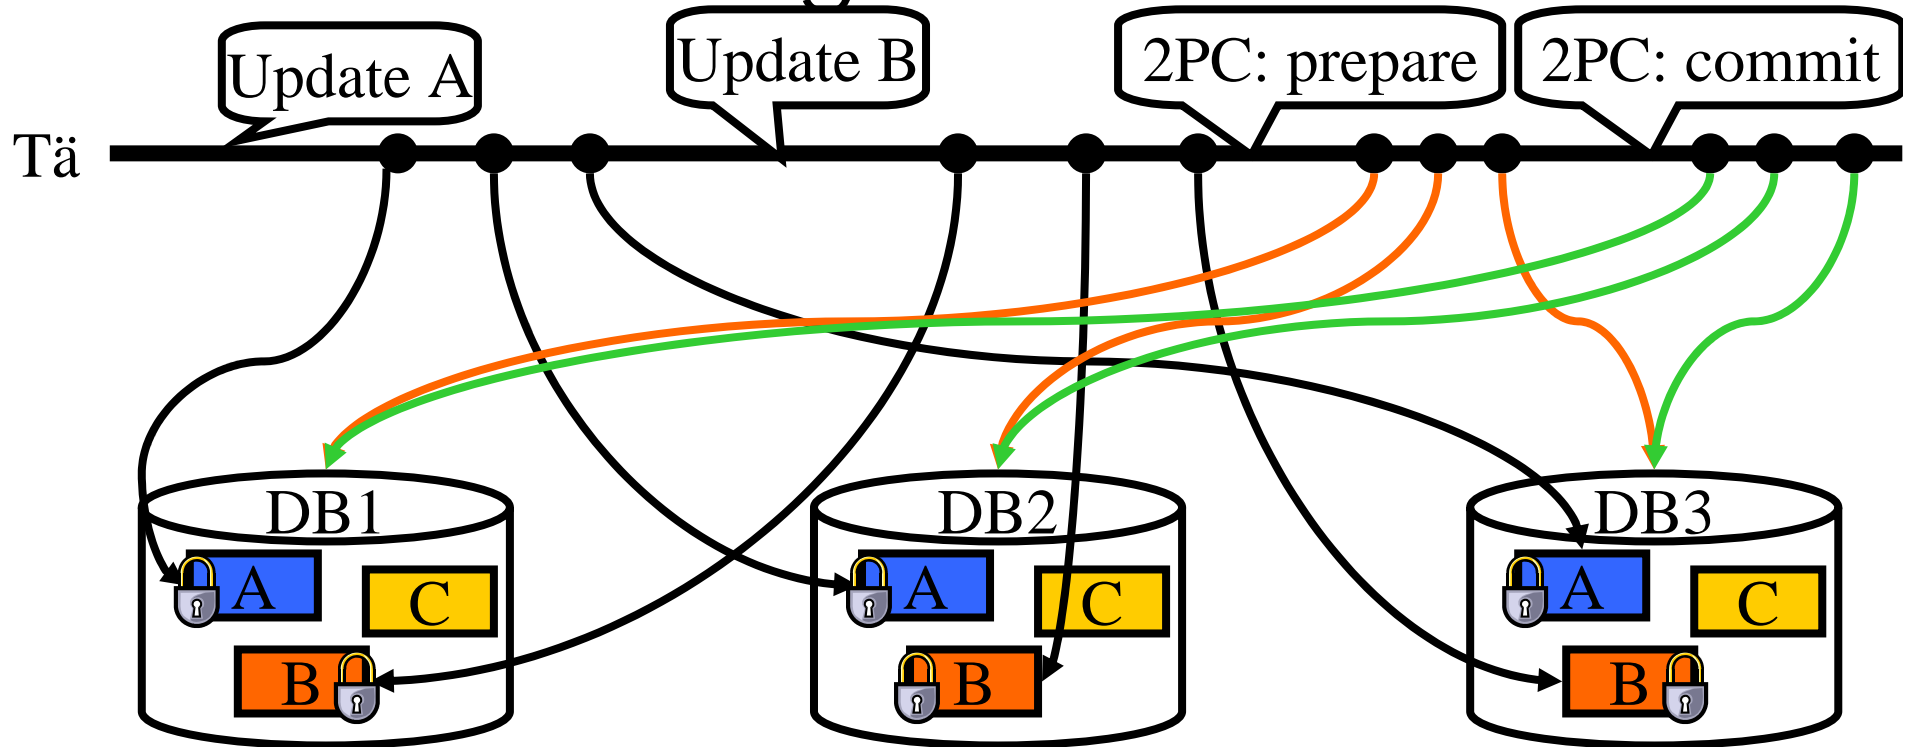 Update A
Update B
2PC: prepare
2PC: commit
Tä
DB1
DB2
DB3
A
C
A
C
A
C
B
B
B